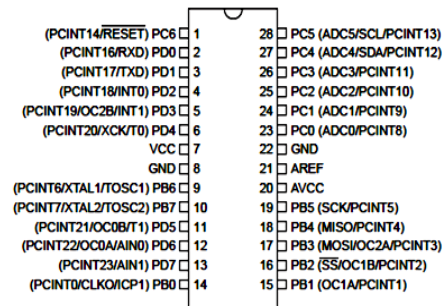 (PCINT14/RESET) PC6 1 28 PC5 (ADC5/SCL/PCINT13)
(PCINT16/RXD) PD0 2 27 PC4 (ADC4/SDA/PCINT12)
(PCINT17/TXD) PD1 3 26 PC3 (ADC3/PCINT11)
(PCINT18/INT0) PD2 4 25 PC2 (ADC2/PCINT10)
(PCINT19/OC2B/INT1) PD3 5 24 PC1 (ADC1/PCINT9)
(PCINT20/XCK/T0) PD4 6 23 PC0 (ADC0/PCINT8)
VCC 7 22 GND
GND 8 21 AREF
(PCINT6/XTAL1/TOSC1) PB6 9 20 AVCC
(PCINT7/XTAL2/TOSC2) PB7 10 19 PB5 (SCK/PCINT5)
(PCINT21/OC0B/T1) PD5 11 18 PB4 (MISO/PCINT4)
(PCINT22/OC0A/AIN0) PD6 12 17 PB3 (MOSI/OC2A/PCINT3)
(PCINT23/AIN1) PD7 13 16 PB2 (SS/OC1B/PCINT2)
(PCINT0/CLKO/ICP1) PB0 14 15 PB1 (OC1A/PCINT1)